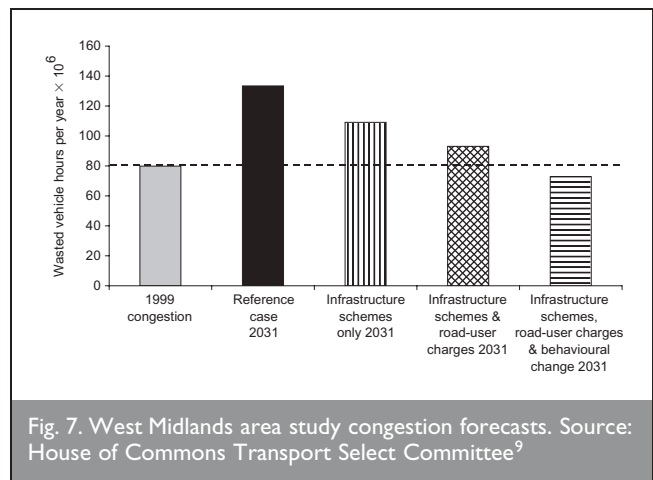 Wasted vehicle hours per year × 10⁶
160
140
120
100
80
60
40
20
0
1999
congestion
Reference
case
2031
Infrastructure
schemes
only 2031
Infrastructure
schemes &
road-user
charges 2031
Infrastructure
schemes,
road-user charges
& behavioural
change 2031
Fig. 7. West Midlands area study congestion forecasts. Source:
House of Commons Transport Select Committee⁹